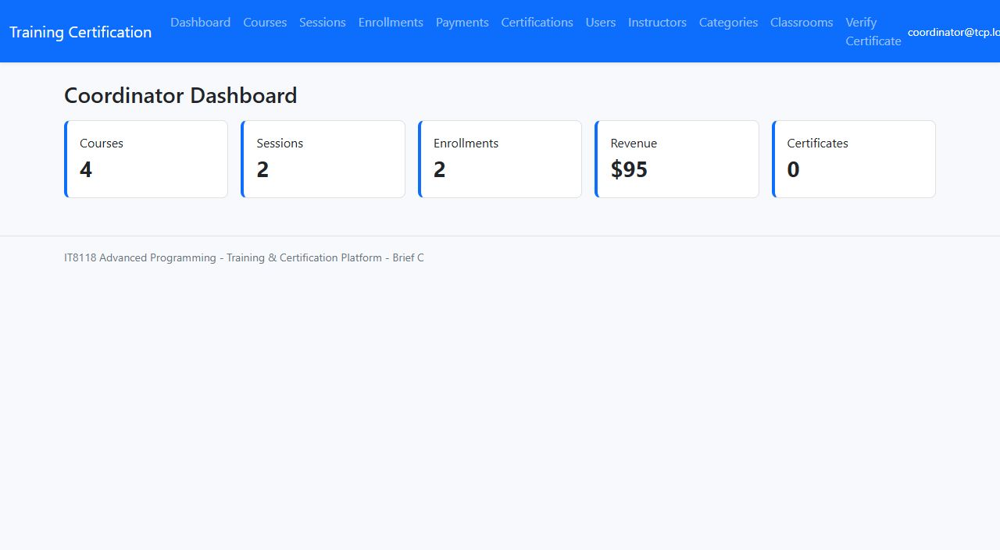 Training Certification
Dashboard Courses Sessions Enrollments Payments Certifications Users Instructors Categories Classrooms Verify Certificate
coordinator@tcp.lo
Coordinator Dashboard
Courses
4
Sessions
2
Enrollments
2
Revenue
$95
Certificates
0
IT8118 Advanced Programming - Training & Certification Platform - Brief C